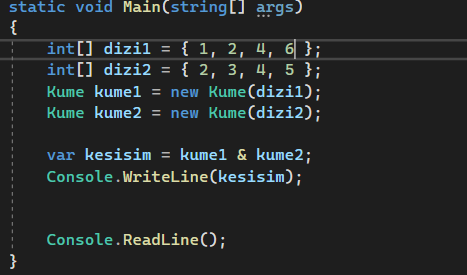 static void Main(string[] args)
{
int[] dizi1 = { 1, 2, 4, 6 };
int[] dizi2 = { 2, 3, 4, 5 };
Kume kume1 = new Kume(dizi1);
Kume kume2 = new Kume(dizi2);
var kesisim = kume1 & kume2;
Console.WriteLine(kesisim);
Console.ReadLine();
}